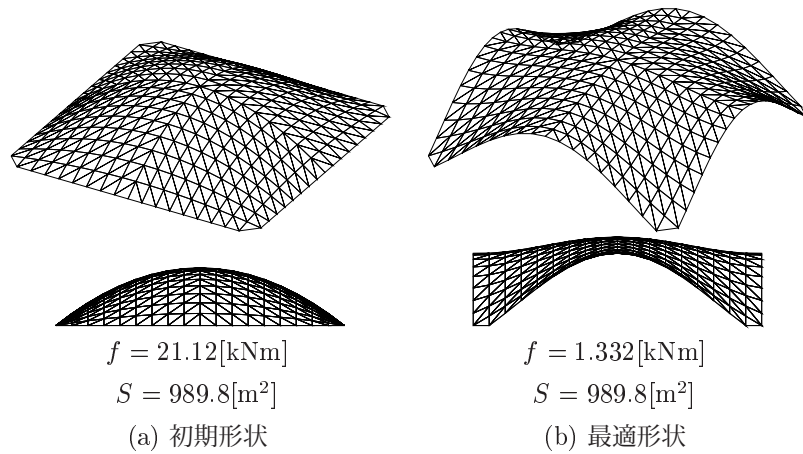 f = 21.12[kNm]
S = 989.8[m²]
(a) 初期形状
f = 1.332[kNm]
S = 989.8[m²]
(b) 最適形状